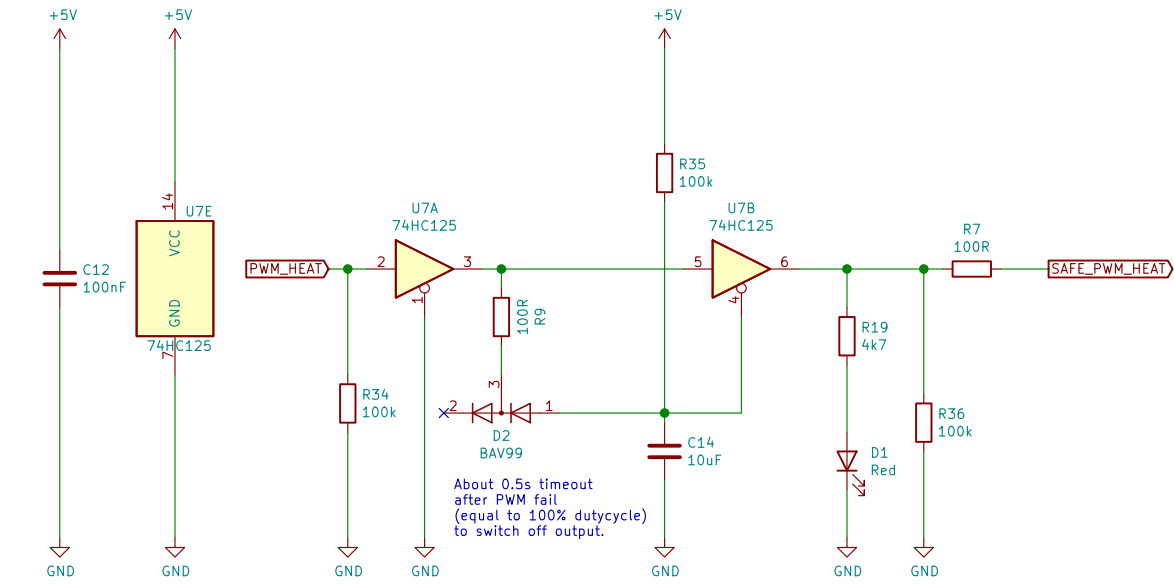 +5V
+5V
+5V
14
U7E
VCC
GND
74HC125
7
C12
100nF
PWM_HEAT
2
U7A
74HC125
3
1
R34
100k
100R
R9
3
2
1
D2
BAV99
R35
100k
U7B
74HC125
5
6
4
C14
10uF
R7
100R
SAFE_PWM_HEAT
R19
4k7
D1
Red
R36
100k
About 0.5s timeout
after PWM fail
(equal to 100% dutycycle)
to switch off output.
GND
GND
GND
GND
GND
GND
GND